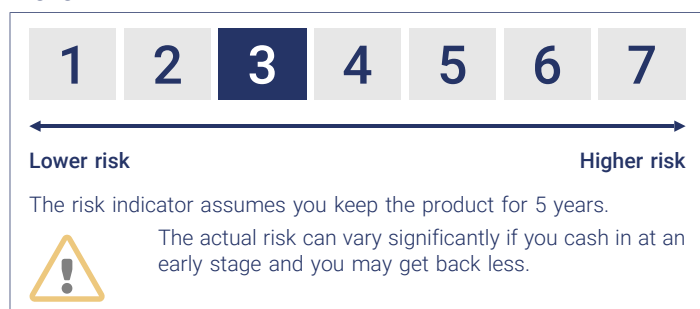 1 2 3 4 5 6 7
Lower risk Higher risk
The risk indicator assumes you keep the product for 5 years.
The actual risk can vary significantly if you cash in at an
early stage and you may get back less.